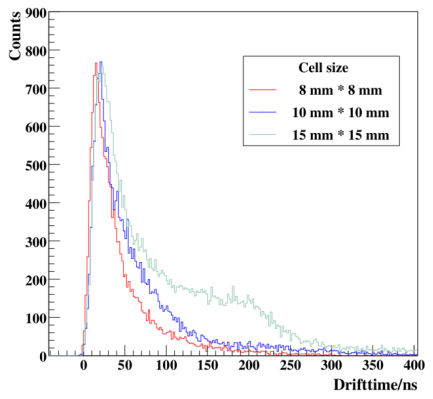 Counts
900
800
700
600
500
400
300
200
100
0
Cell size
8 mm * 8 mm
10 mm * 10 mm
15 mm * 15 mm
0 50 100 150 200 250 300 350 400
Drifttime/ns